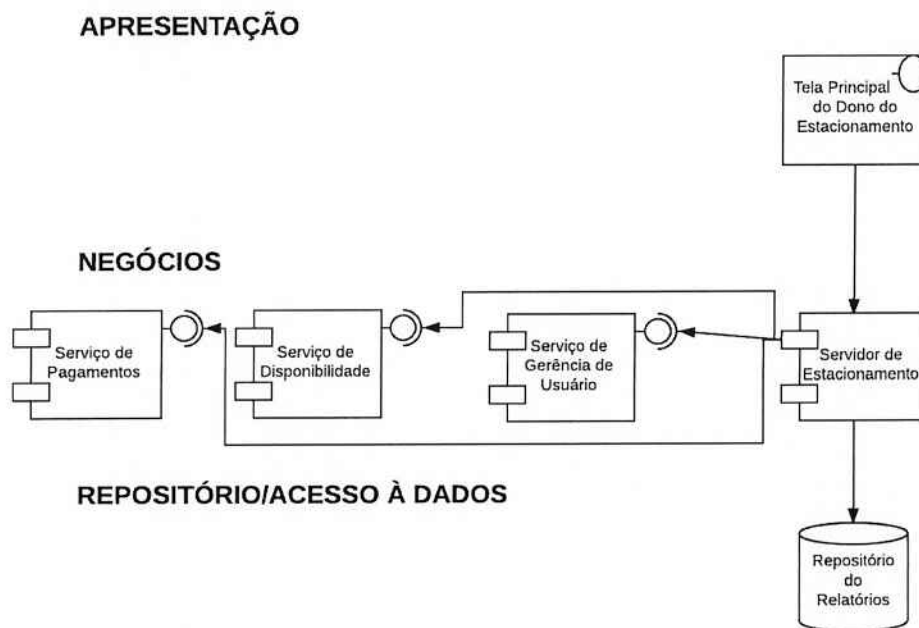 APRESENTAÇÃO
Tela Principal
do Dono do
Estacionamento
NEGÓCIOS
Serviço de
Pagamentos
Serviço de
Disponibilidade
Serviço de
Gerência de
Usuário
Servidor de
Estacionamento
REPOSITÓRIO/ACESSO À DADOS
Repositório
do
Relatórios